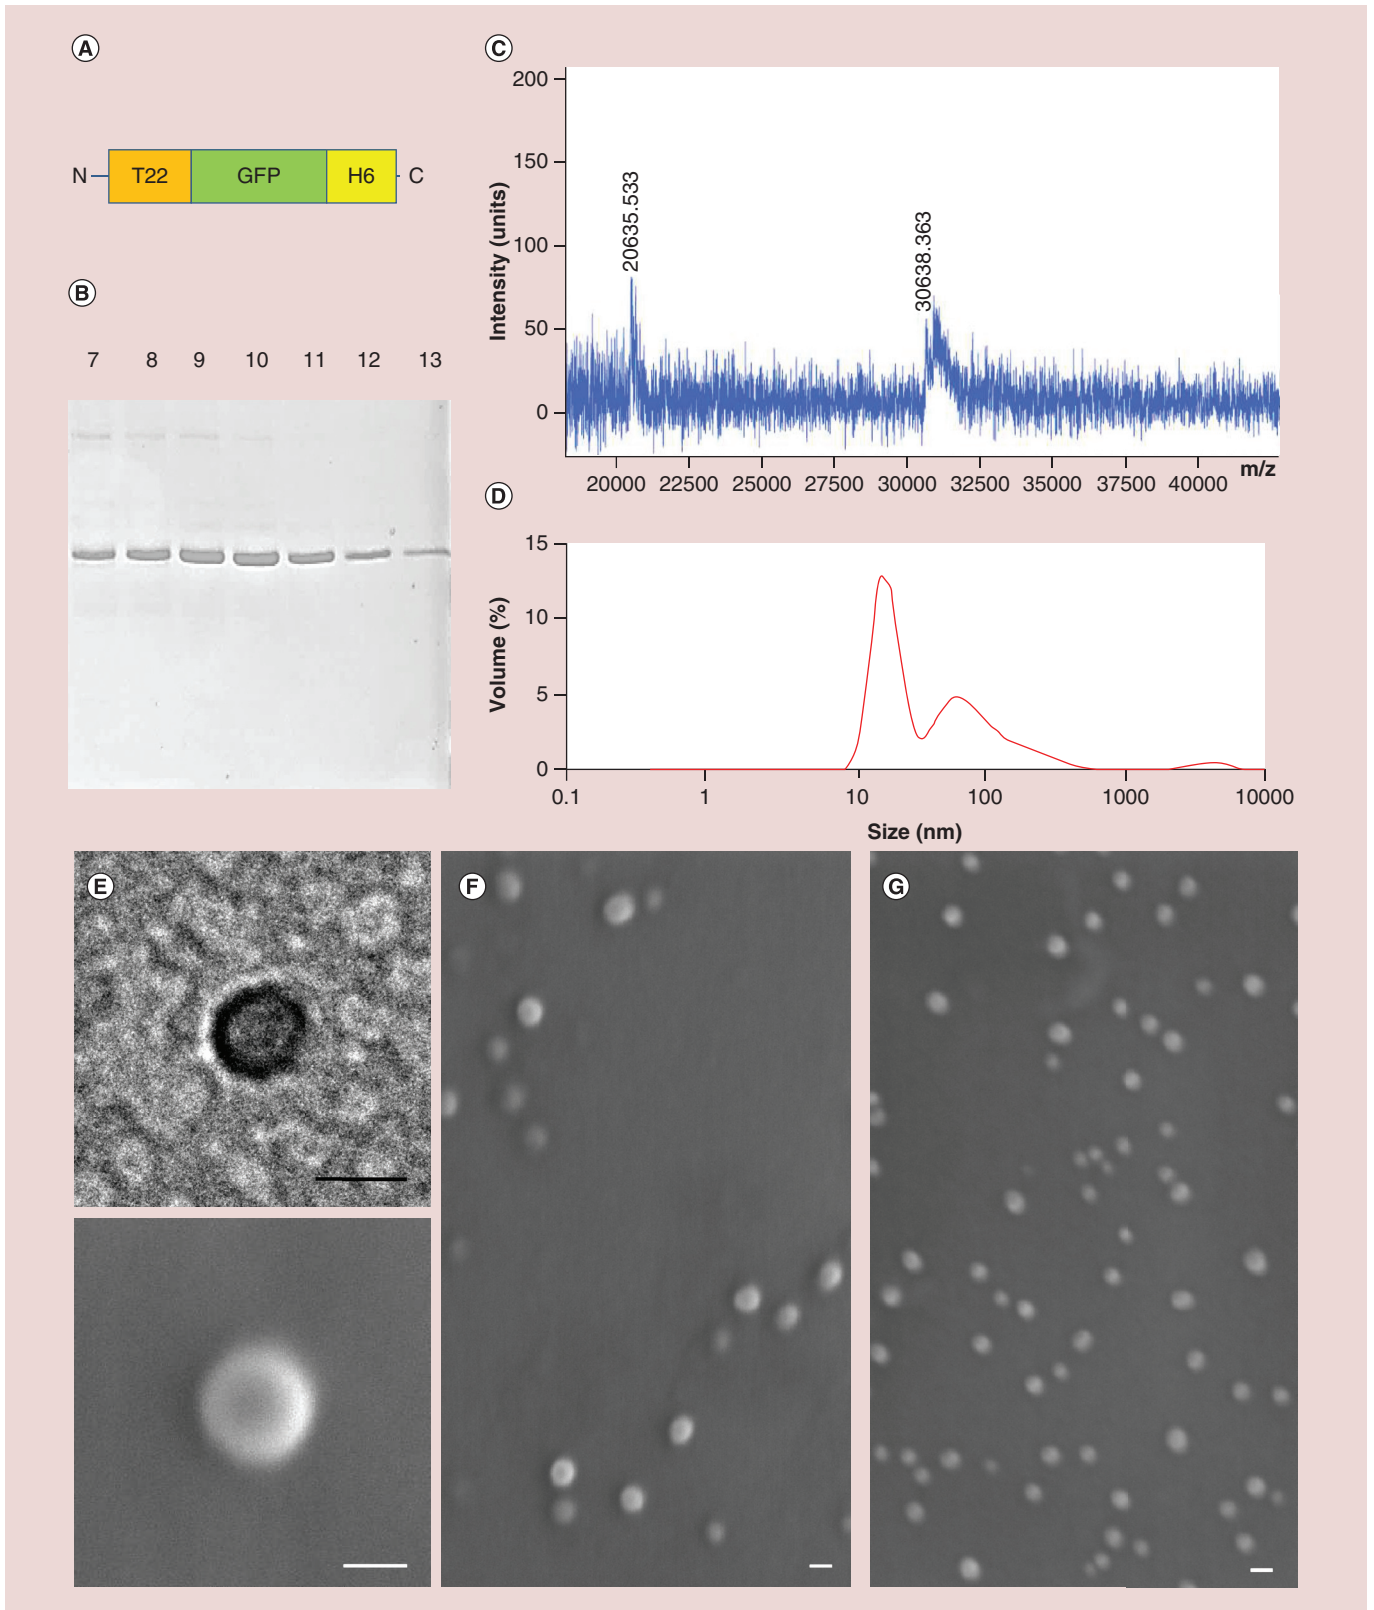 A
N T22 GFP H6 C
B
7 8 9 10 11 12 13
C
200
150
100
50
0
Intensity (units)
20635.533
30638.363
20000 22500 25000 27500 30000 32500 35000 37500 40000
m/z
D
15
10
5
0
Volume (%)
0.1 1 10 100 1000 10000
Size (nm)
E
F
G